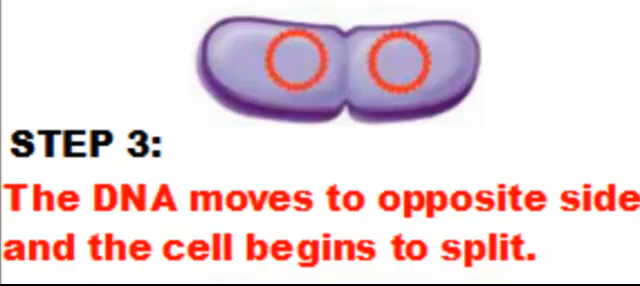 STEP 3:
The DNA moves to opposite side
and the cell begins to split.